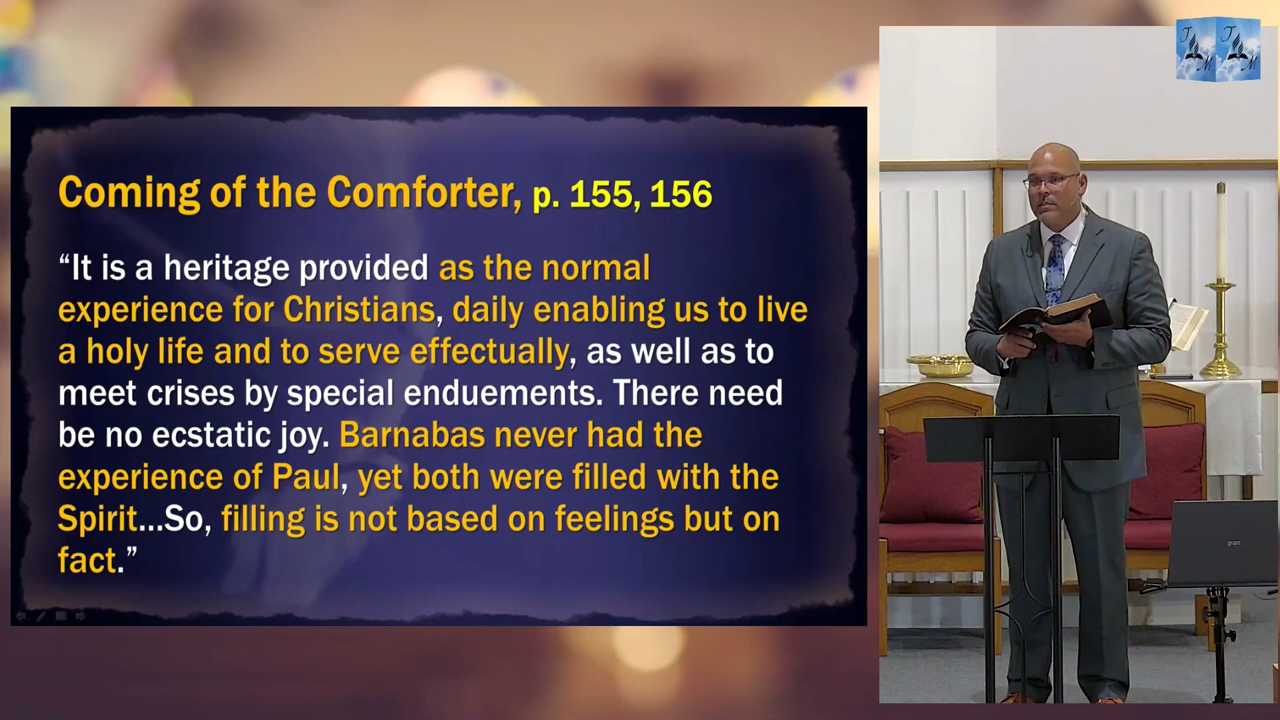 Coming of the Comforter, p. 155, 156
“It is a heritage provided as the normal
experience for Christians, daily enabling us to live
a holy life and to serve effectually, as well as to
meet crises by special enduements. There need
be no ecstatic joy. Barnabas never had the
experience of Paul, yet both were filled with the
Spirit...So, filling is not based on feelings but on
fact.”
J
M
J
M
gram